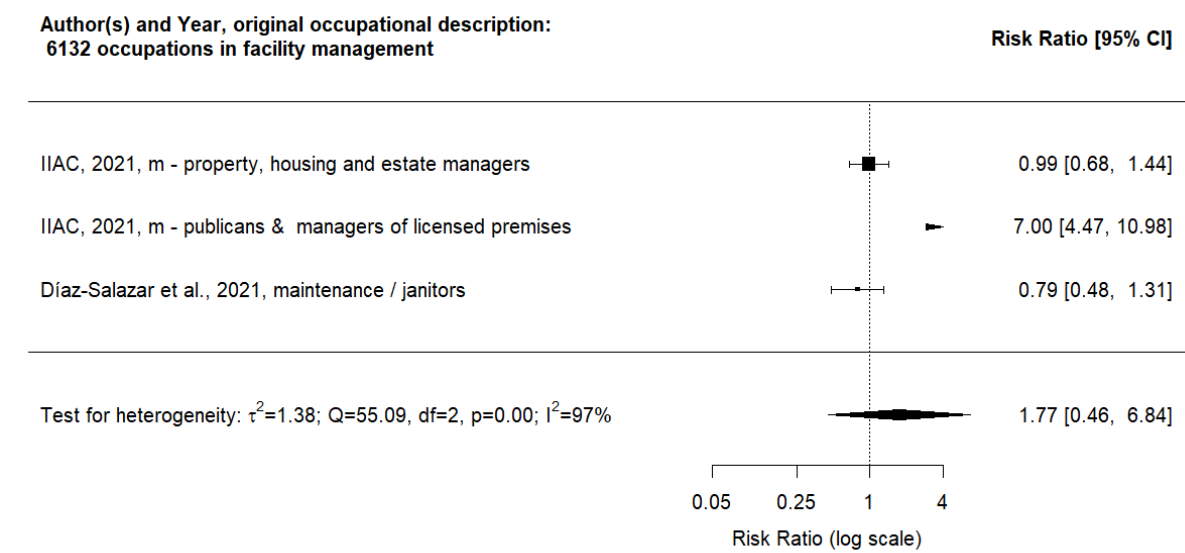 Author(s) and Year, original occupational description:
6132 occupations in facility management
Risk Ratio [95% CI]
IIAC, 2021, m - property, housing and estate managers 0.99 [0.68, 1.44]
IIAC, 2021, m - publicans & managers of licensed premises 7.00 [4.47, 10.98]
Díaz-Salazar et al., 2021, maintenance / janitors 0.79 [0.48, 1.31]
Test for heterogeneity: τ²=1.38; Q=55.09, df=2, p=0.00; I²=97% 1.77 [0.46, 6.84]
0.05 0.25 1 4
Risk Ratio (log scale)